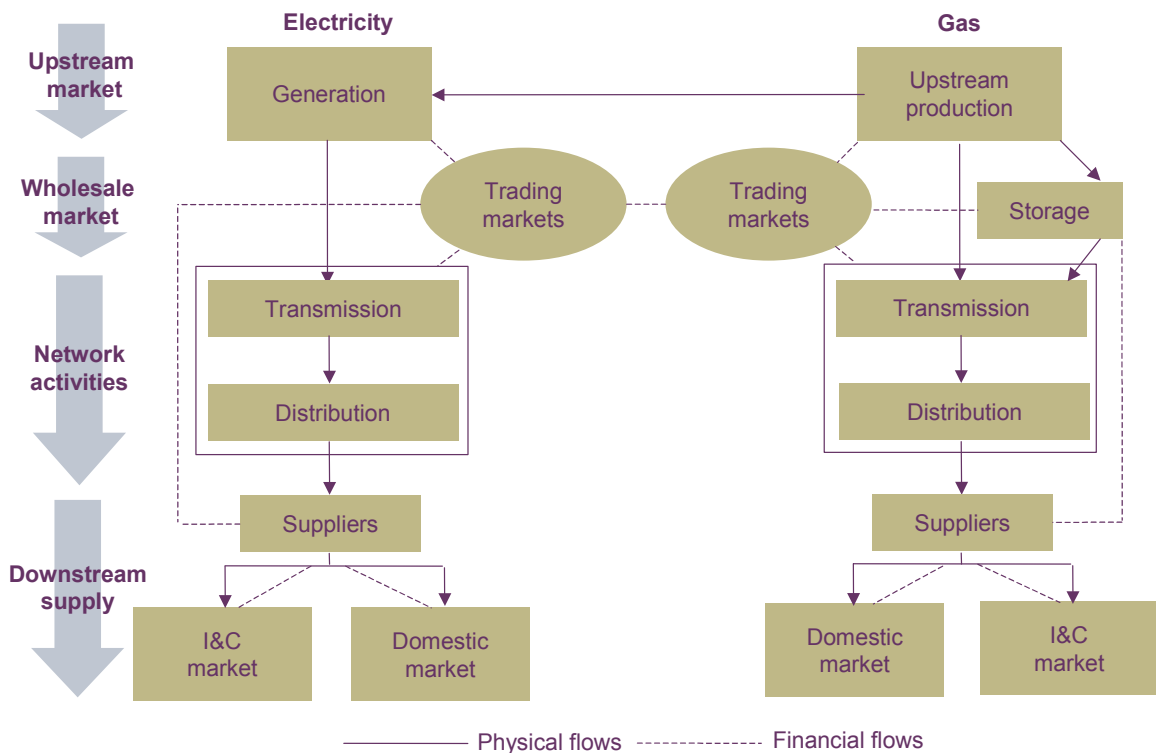 Electricity
Gas
Upstream
market
Generation
Upstream
production
Wholesale
market
Trading
markets
Trading
markets
Storage
Network
activities
Transmission
Transmission
Distribution
Distribution
Downstream
supply
Suppliers
Suppliers
I&C
market
Domestic
market
Domestic
market
I&C
market
Physical flows
Financial flows